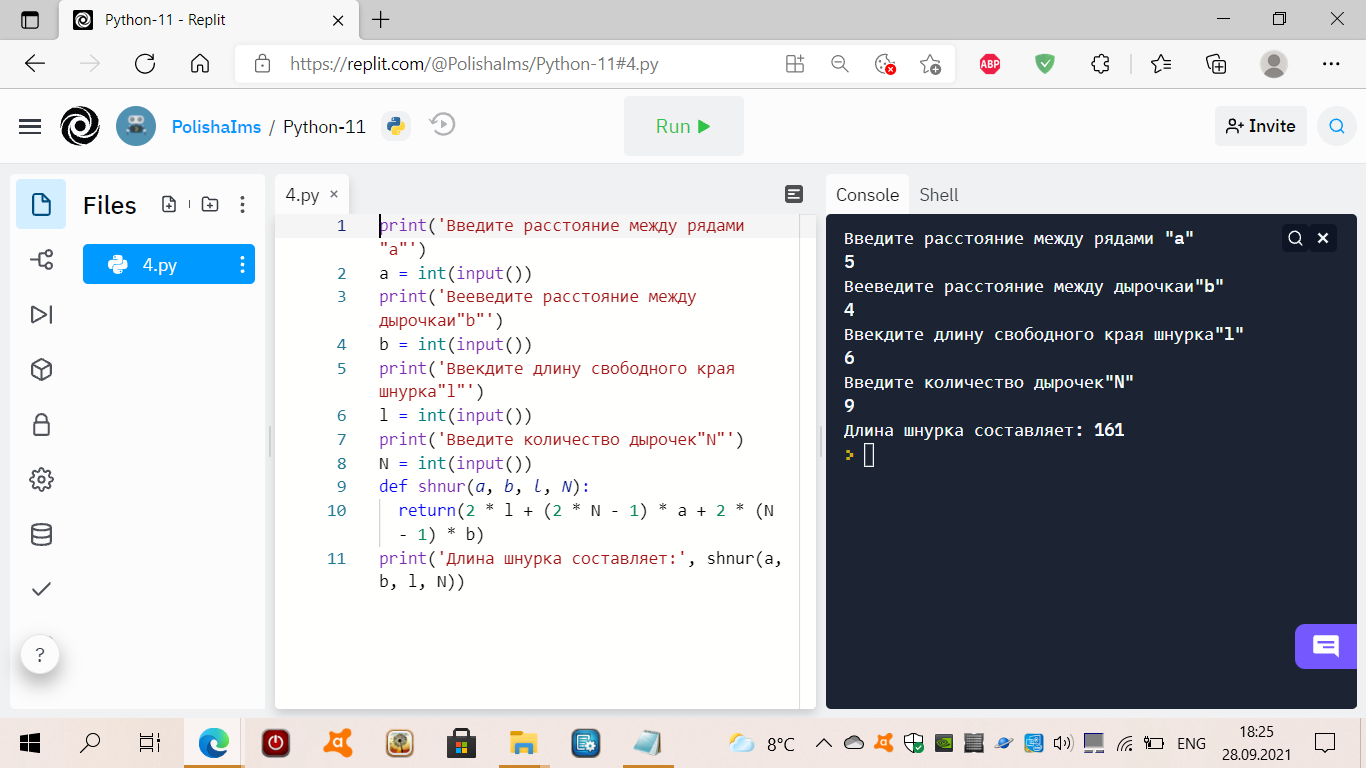 Python-11 - Replit
https://replit.com/@PolishaIms/Python-11#4.py
ABP
PolishaIms / Python-11
Run
Invite
Files
4.py
4.py
1 print('Введите расстояние между рядами
"a"')
2 a = int(input())
3 print('Вееведите расстояние между
дырочкаи"b"')
4 b = int(input())
5 print('Ввекдите длину свободного края
шнурка"l"')
6 l = int(input())
7 print('Введите количество дырочек"N"')
8 N = int(input())
9 def shnur(a, b, l, N):
10 return(2 * l + (2 * N - 1) * a + 2 * (N
- 1) * b)
11 print('Длина шнурка составляет:', shnur(a,
b, l, N))
Console Shell
Введите расстояние между рядами "a"
5
Вееведите расстояние между дырочкаи"b"
4
Ввекдите длину свободного края шнурка"l"
6
Введите количество дырочек"N"
9
Длина шнурка составляет: 161
?
8°C
ENG
18:25
28.09.2021